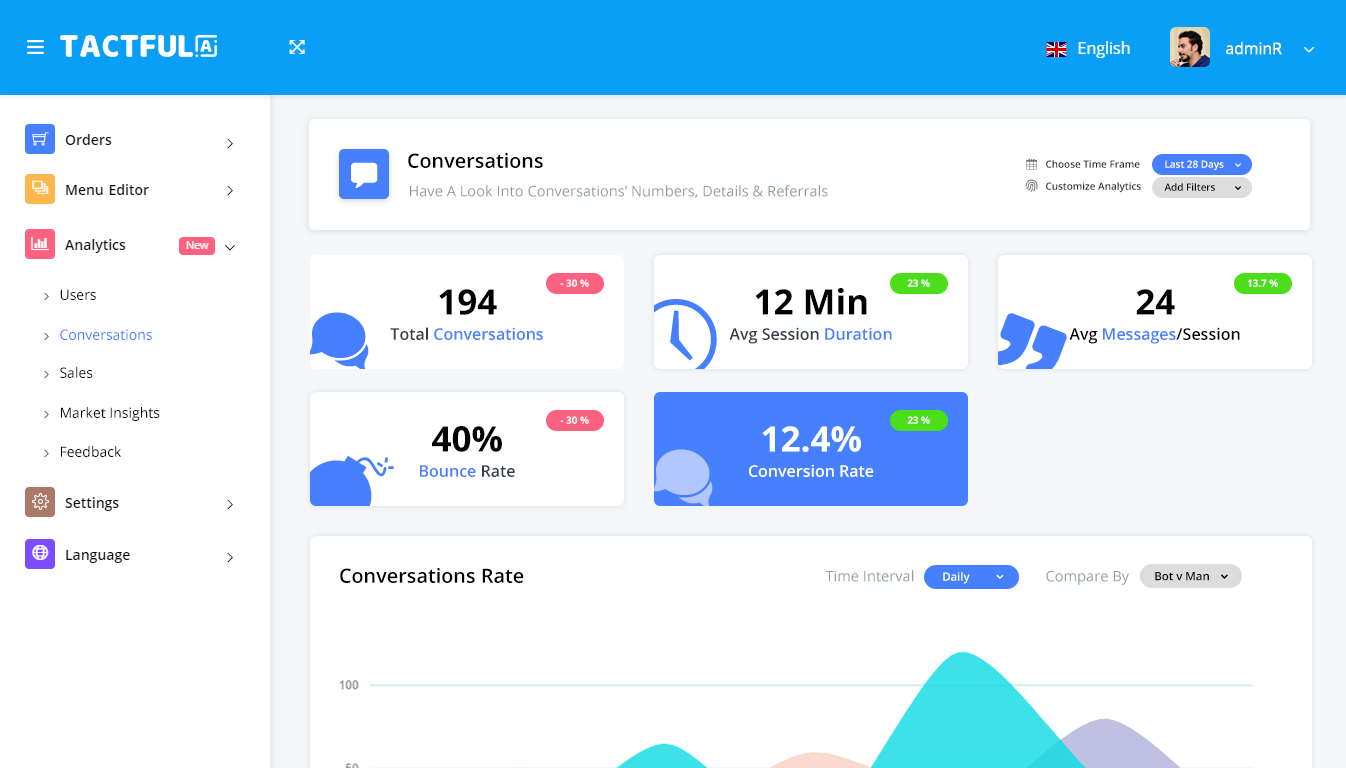 TACTFUL AI
English
adminR
Orders
Menu Editor
Analytics New
Users
Conversations
Sales
Market Insights
Feedback
Settings
Language
Conversations
Have A Look Into Conversations’ Numbers, Details & Referrals
Choose Time Frame Last 28 Days
Customize Analytics Add Filters
194
- 30 %
Total Conversations
12 Min
23 %
Avg Session Duration
24
13.7 %
Avg Messages/Session
40%
- 30 %
Bounce Rate
12.4%
23 %
Conversion Rate
Conversations Rate
Time Interval Daily
Compare By Bot v Man
100
50